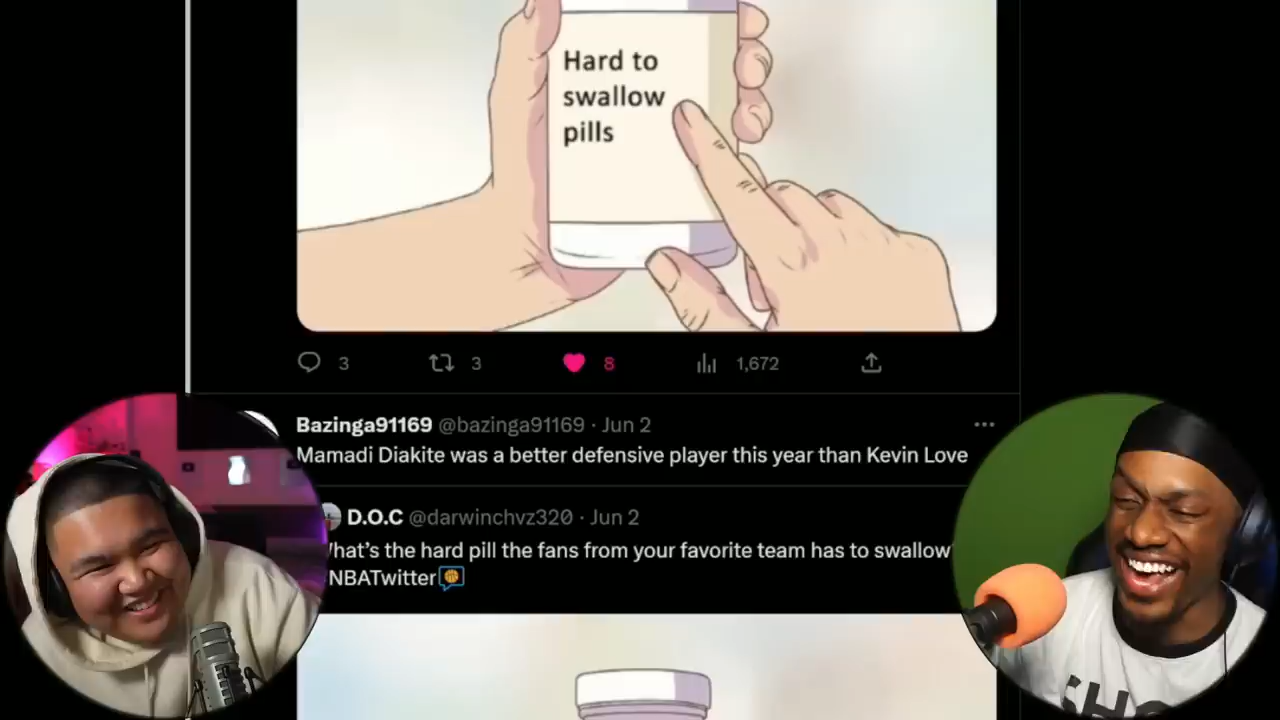 Hard to
swallow
pills
3 3 8 1,672
Bazinga91169 @bazinga91169 · Jun 2
Mamadi Diakite was a better defensive player this year than Kevin Love
D.O.C @darwinchvz320 · Jun 2
hat's the hard pill the fans from your favorite team has to swallow
NBATwitter